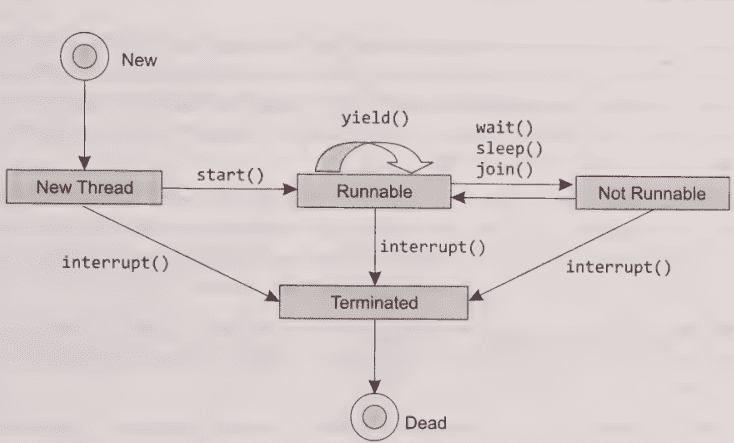 New
yield()
wait()
sleep()
join()
start()
New Thread
Runnable
Not Runnable
interrupt()
interrupt()
interrupt()
Terminated
Dead